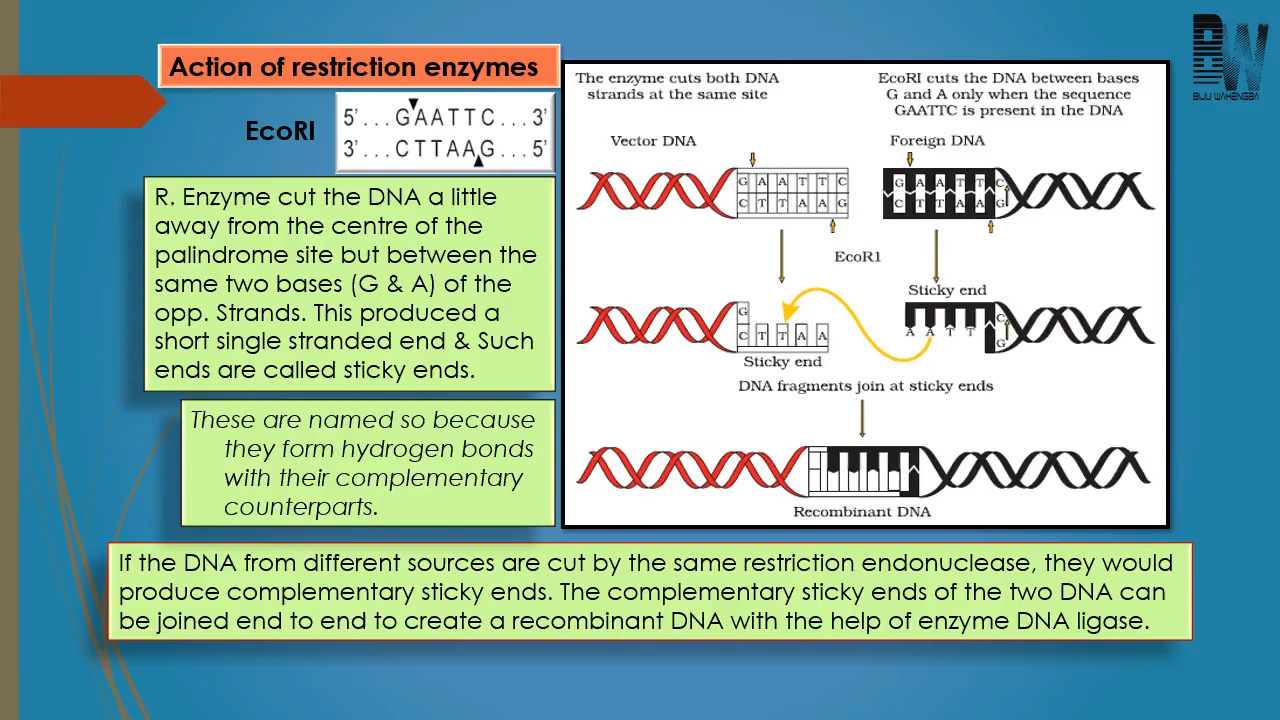 Action of restriction enzymes
EcoRI
5'...GAATTC...3'
3'...CTTAAG...5'
R. Enzyme cut the DNA a little
away from the centre of the
palindrome site but between the
same two bases (G & A) of the
opp. Strands. This produced a
short single stranded end & Such
ends are called sticky ends.
These are named so because
they form hydrogen bonds
with their complementary
counterparts.
The enzyme cuts both DNA
strands at the same site
EcoRI cuts the DNA between bases
G and A only when the sequence
GAATTC is present in the DNA
Vector DNA
Foreign DNA
G A A T T C
C T T A A G
G A A T T C
C T T A A G
EcoR1
Sticky end
G
C T T A A
C
A A T T
G
Sticky end
DNA fragments join at sticky ends
Recombinant DNA
If the DNA from different sources are cut by the same restriction endonuclease, they would
produce complementary sticky ends. The complementary sticky ends of the two DNA can
be joined end to end to create a recombinant DNA with the help of enzyme DNA ligase.
BW
BIJU WAHENGBA